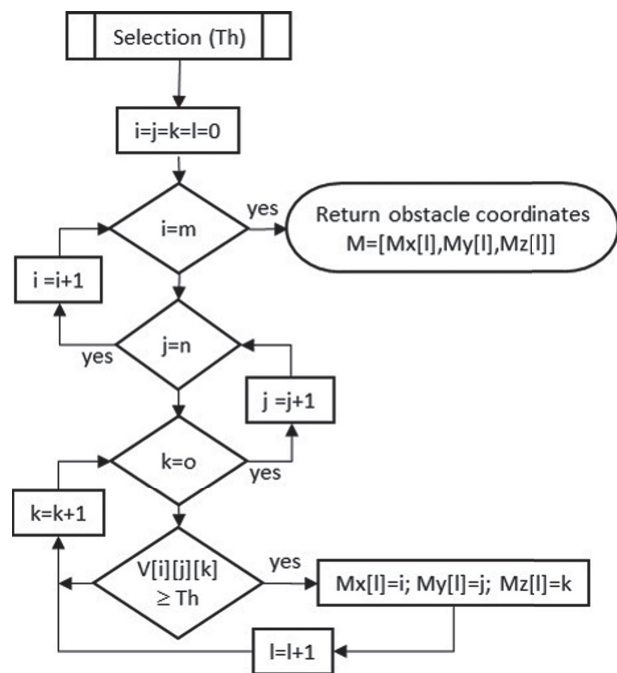 Selection (Th)
i=j=k=l=0
i=m
yes
Return obstacle coordinates
M=[Mx[l],My[l],Mz[l]]
i =i+1
j=n
yes
j =j+1
k=o
yes
k=k+1
V[i][j][k]
≥ Th
yes
Mx[l]=i; My[l]=j; Mz[l]=k
l=l+1